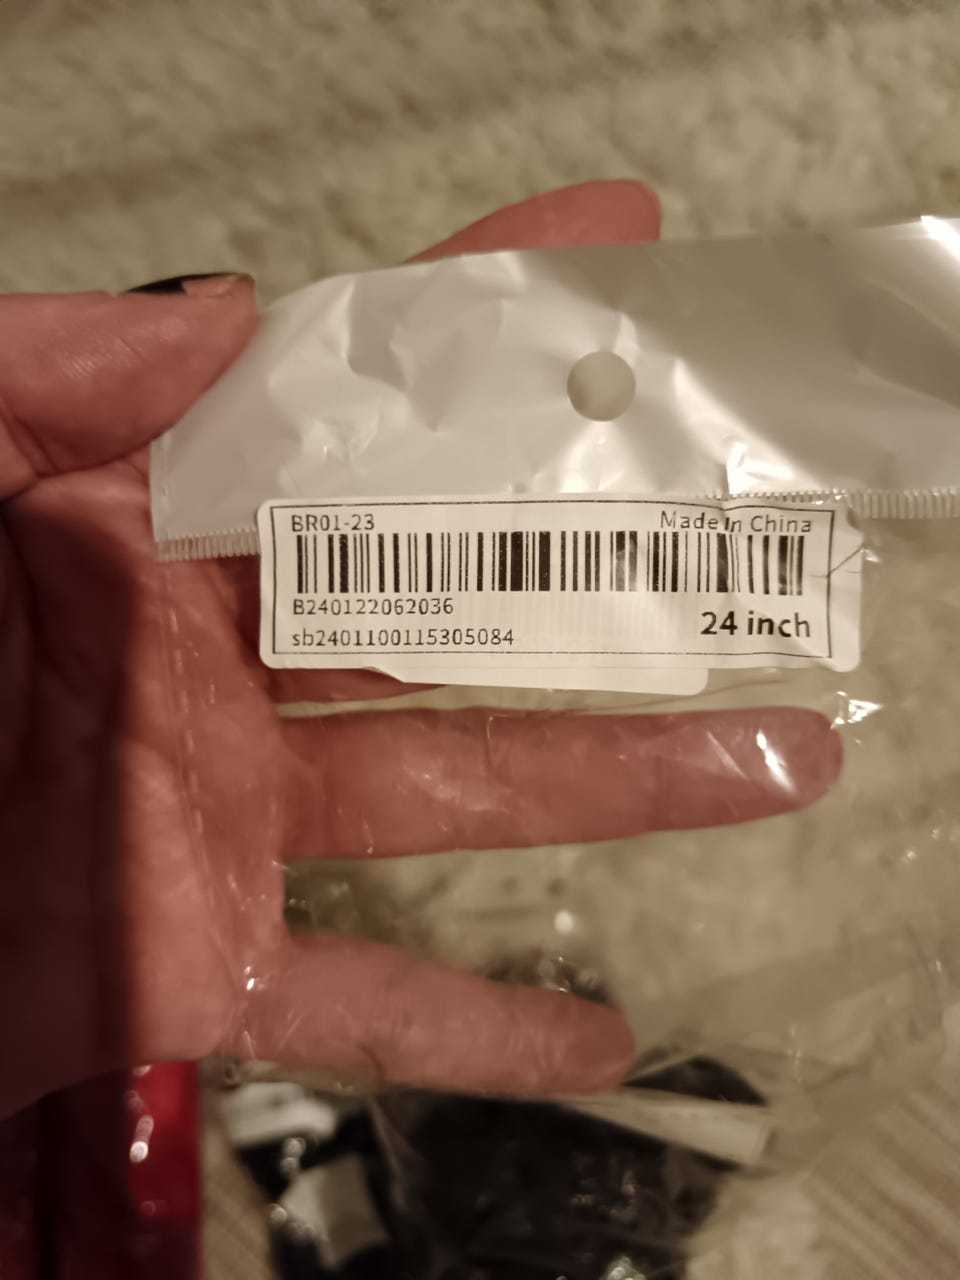 BR01-23
Made In China
B240122062036
sb2401100115305084
24 inch